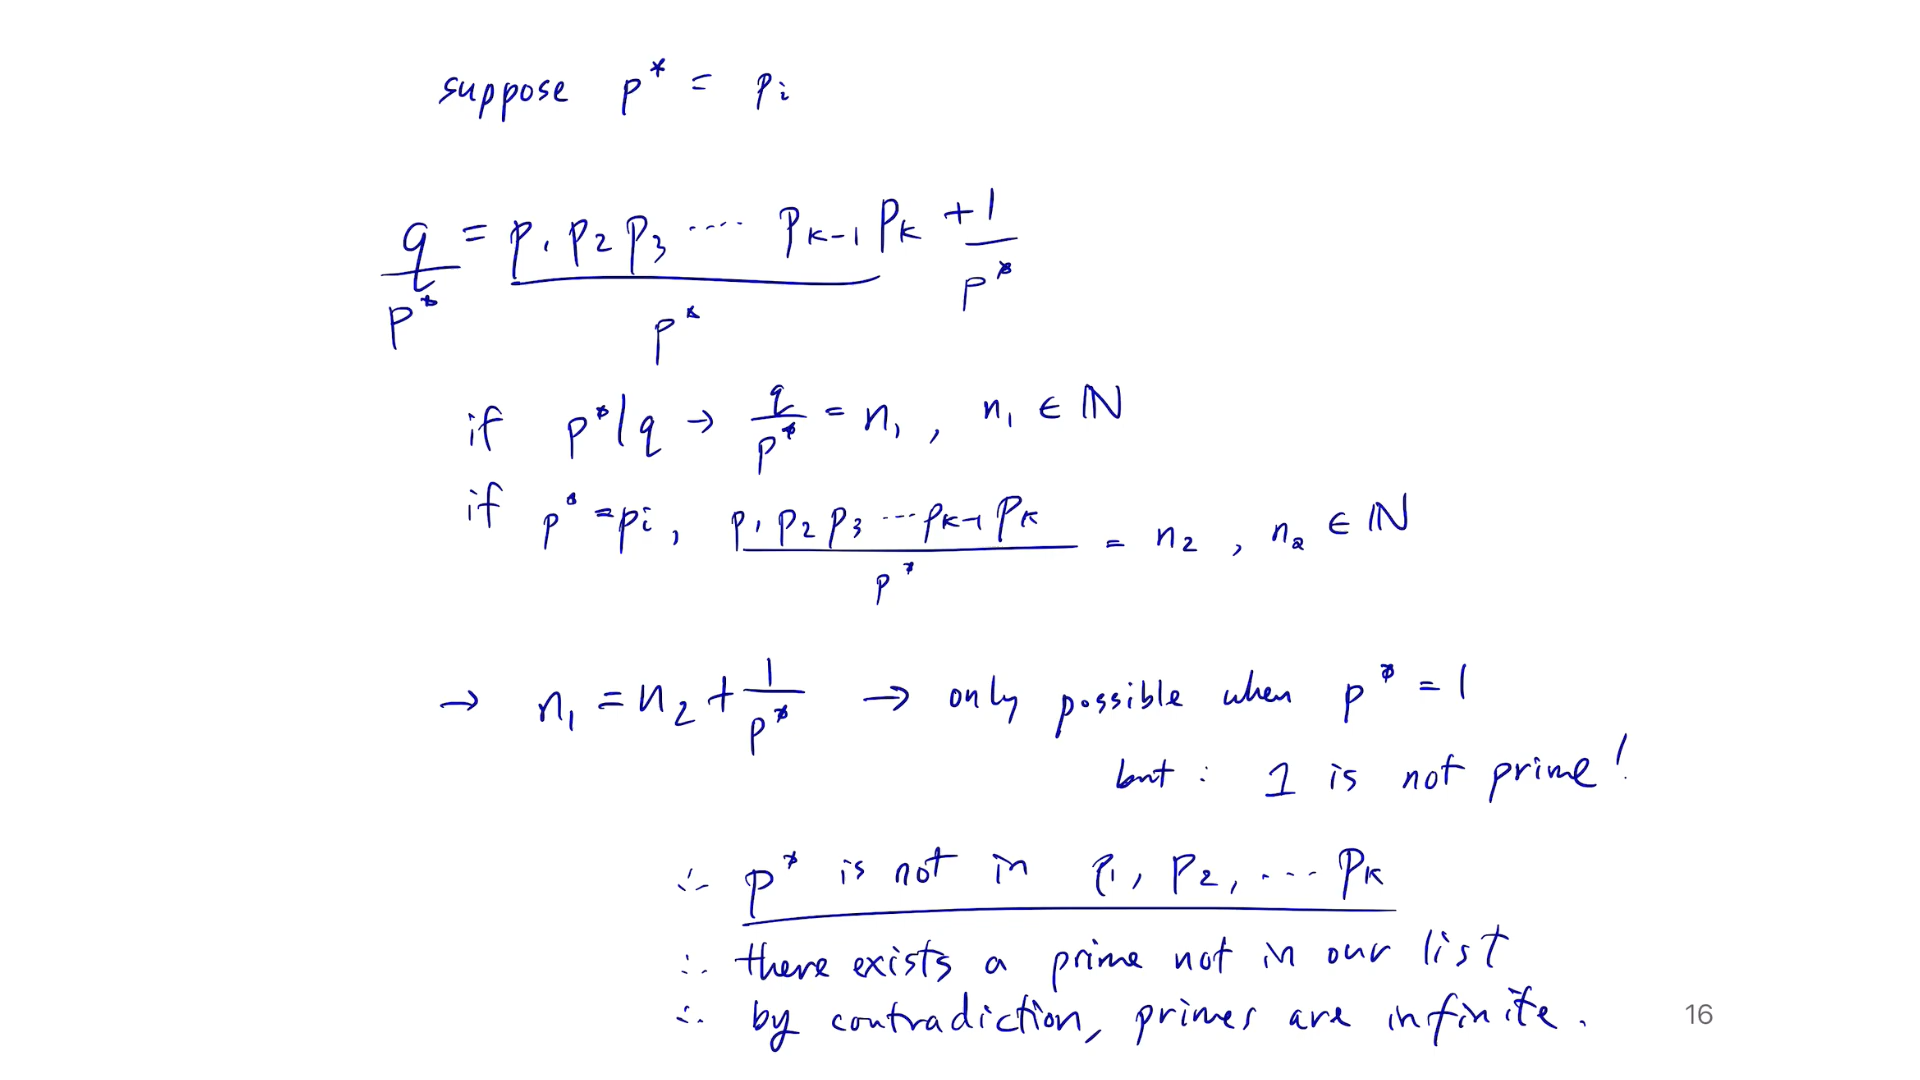 suppose p* = pi
q/p* = p1 p2 p3 .... pk-1 pk/p* + 1/p*
if p*|q → q/p* = n1, n1 ∈ ℕ
if p* = pi, p1 p2 p3 ... pk-1 pk/p* = n2, n2 ∈ ℕ
→ n1 = n2 + 1/p* → only possible when p* = 1
but : 1 is not prime!
∴ p* is not in p1, p2, ... pk
∴ there exists a prime not in our list
∴ by contradiction, primes are infinite.
16